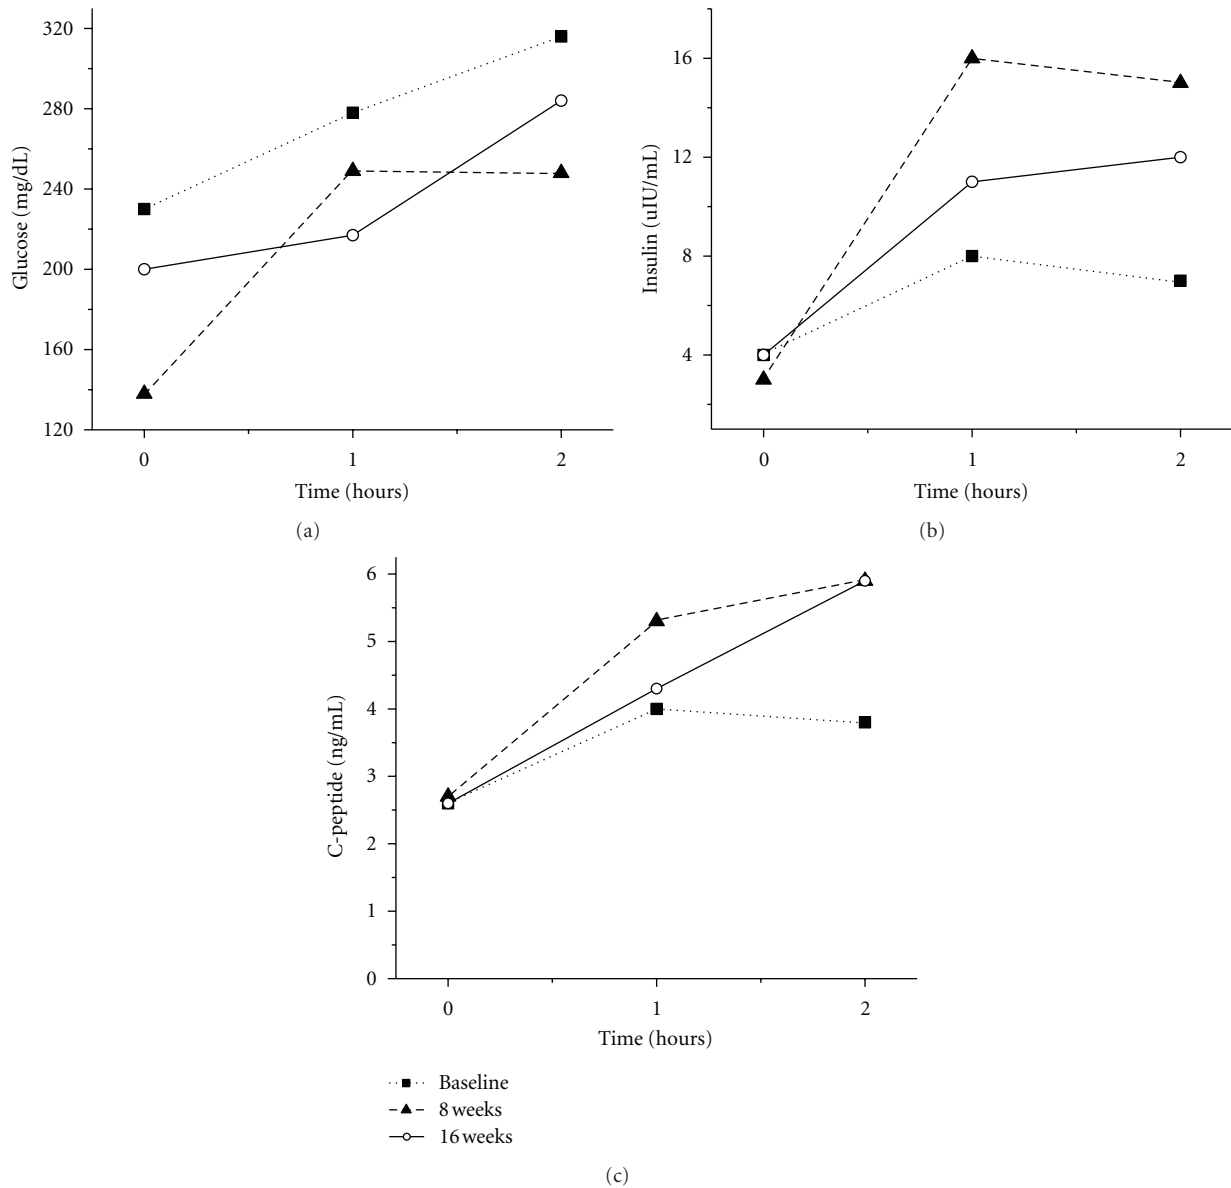 320
280
240
200
160
120
Glucose (mg/dL)
0 1 2
Time (hours)
(a)
16
12
8
4
Insulin (uIU/mL)
0 1 2
Time (hours)
(b)
6
5
4
3
2
1
0
C-peptide (ng/mL)
0 1 2
Time (hours)
Baseline
8 weeks
16 weeks
(c)